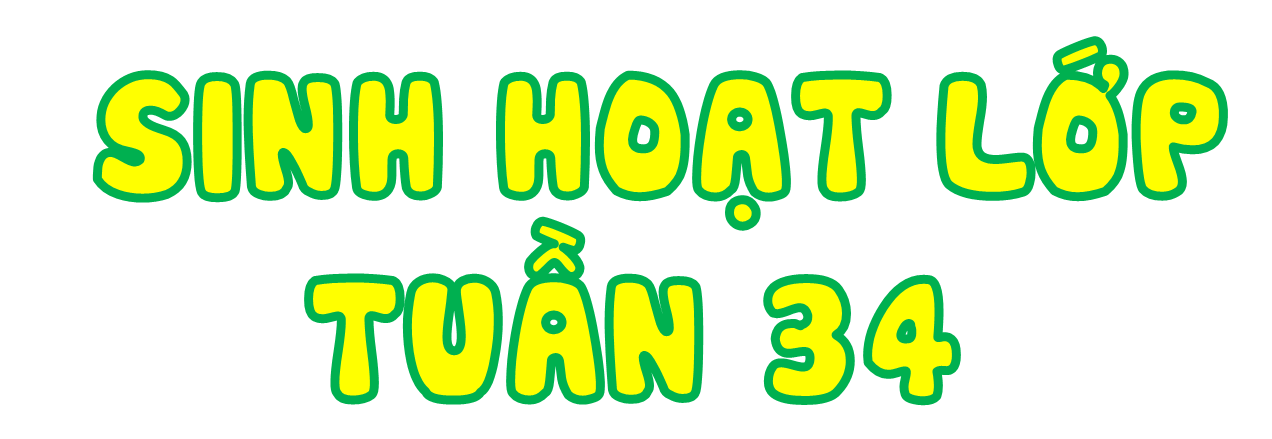 SINH HOẠT LỚP
TUẦN 34